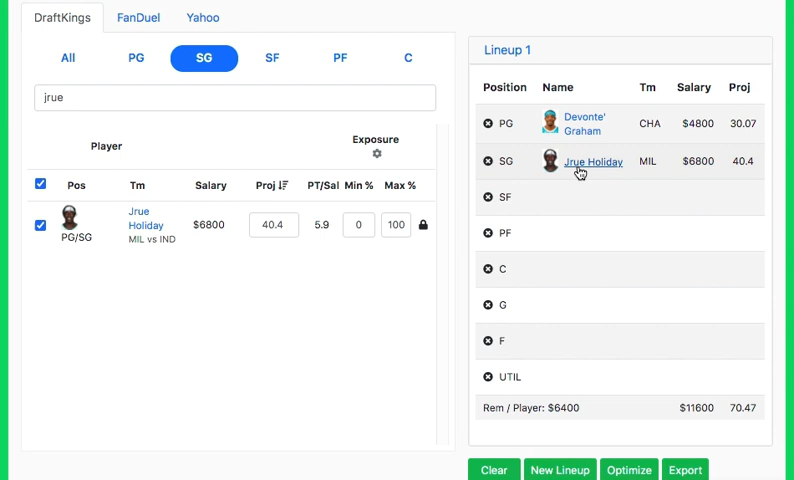 DraftKings FanDuel Yahoo
All PG SG SF PF C
jrue
Player Exposure
Pos Tm Salary Proj PT/Sal Min % Max %
PG/SG Jrue Holiday MIL vs IND $6800 40.4 5.9 0 100
Lineup 1
Position Name Tm Salary Proj
PG Devonte' Graham CHA $4800 30.07
SG Jrue Holiday MIL $6800 40.4
SF
PF
C
G
F
UTIL
Rem / Player: $6400 $11600 70.47
Clear New Lineup Optimize Export